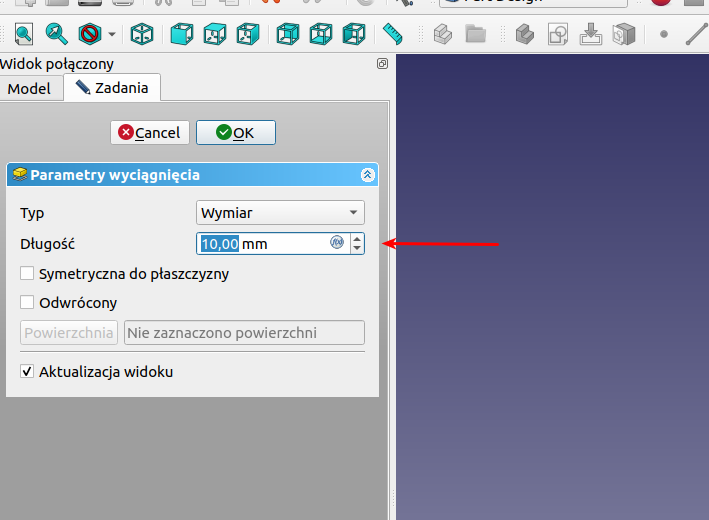 Widok połączony
Model
Zadania
Cancel
OK
Parametry wyciągnięcia
Typ
Wymiar
Długość
10,00 mm
f(x)
Symetryczna do płaszczyzny
Odwrócony
Powierzchnia
Nie zaznaczono powierzchni
Aktualizacja widoku